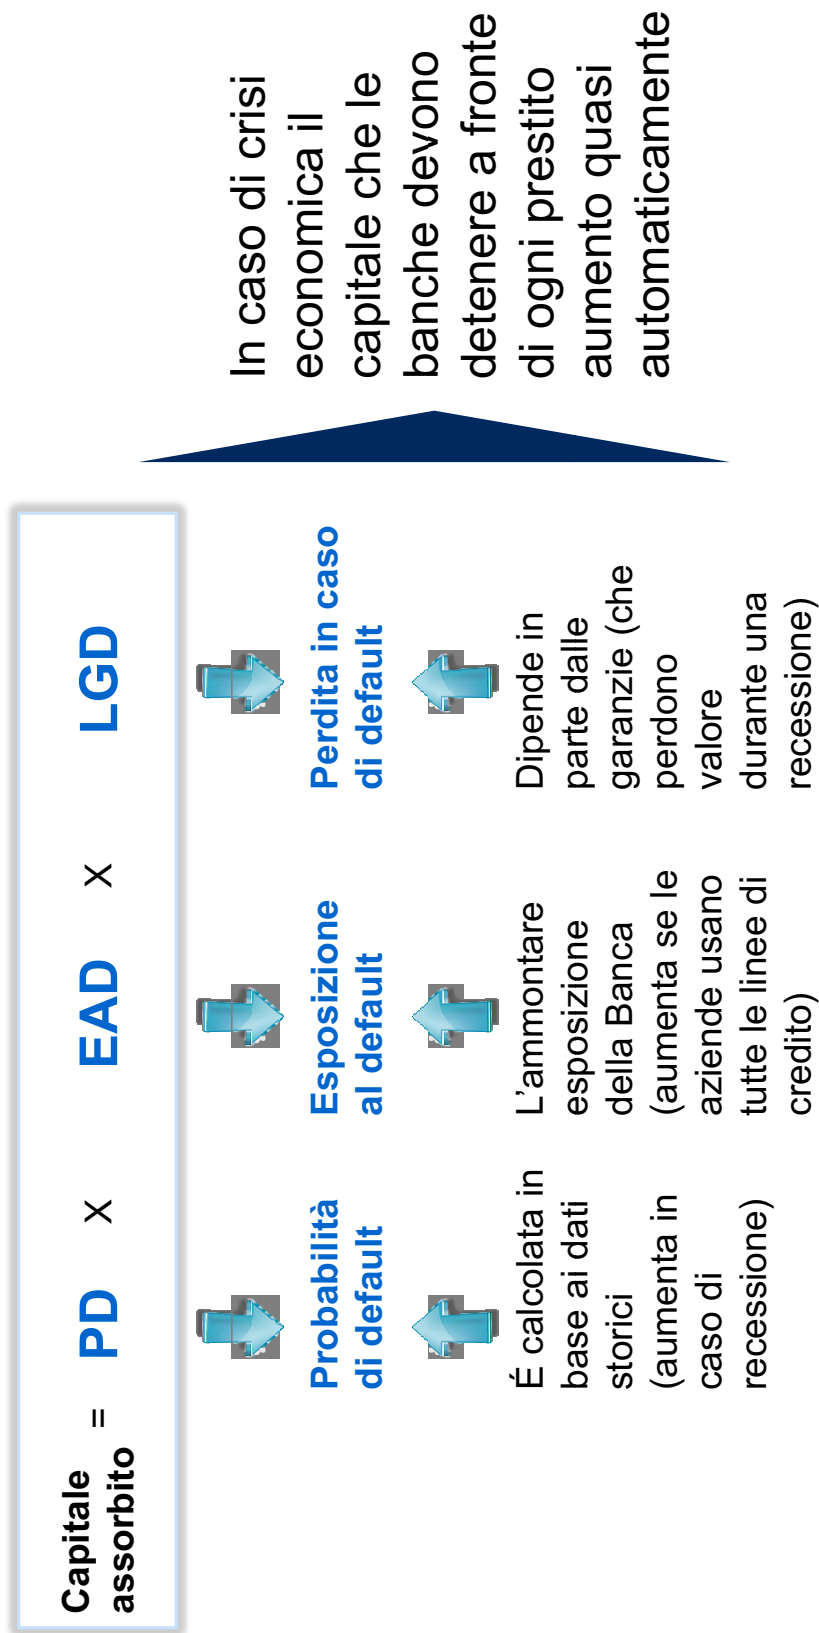 Capitale
assorbito
= PD X EAD X LGD
Probabilità
di default
Esposizione
al default
Perdita in caso
di default
É calcolata in
base ai dati
storici
(aumenta in
caso di
recessione)
L’ammontare
esposizione
della Banca
(aumenta se le
aziende usano
tutte le linee di
credito)
Dipende in
parte dalle
garanzie (che
perdono
valore
durante una
recessione)
In caso di crisi
economica il
capitale che le
banche devono
detenere a fronte
di ogni prestito
aumento quasi
automaticamente